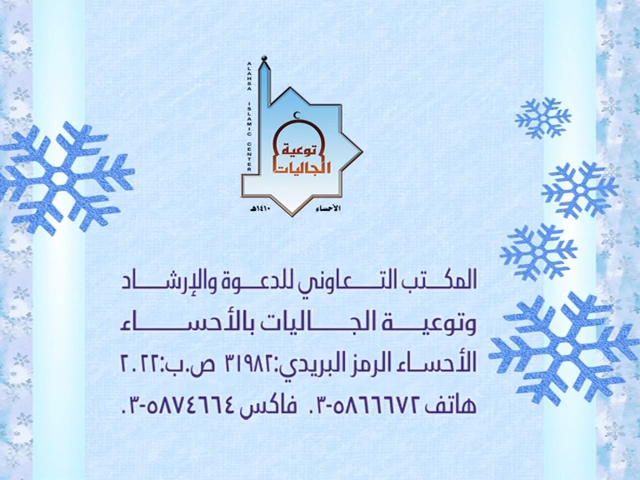 ALAHSA ISLAMIC CENTER
توعية
الجاليات
الأحساء ١٤١٠هـ
المكتب التعاوني للدعوة والإرشاد
وتوعية الجاليات بالأحساء
الأحساء الرمز البريدي:٣١٩٨٢ ص.ب:٢٠٢٢
هاتف ٥٨٦٦٦٧٢-٠٣ فاكس ٥٨٧٤٦٦٤-٠٣